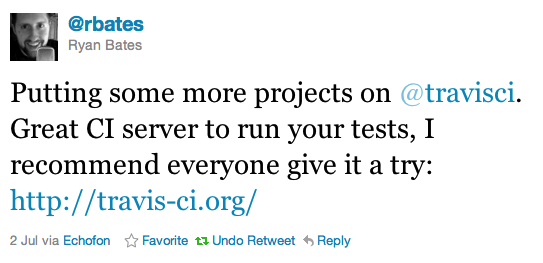 @rbates
Ryan Bates
Putting some more projects on @travisci.
Great CI server to run your tests, I
recommend everyone give it a try:
http://travis-ci.org/
2 Jul via Echofon Favorite Undo Retweet Reply